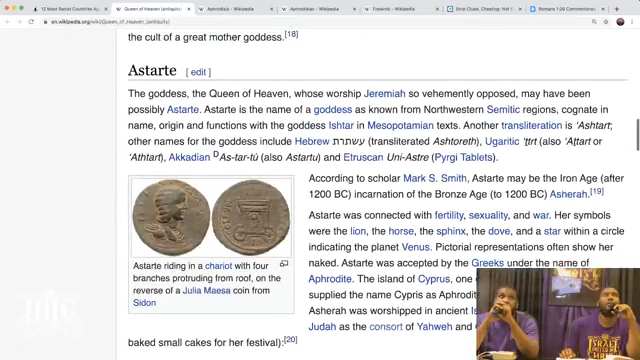 12 Most Racist Countries A
Queen of Heaven (antiquity)
Aphrodisia - Wikipedia
Aphrodisias - Wikipedia
Freaknik - Wikipedia
Strip Clubs, Cheating: Hot 1
Romans 1:26 Commentaries
en.wikipedia.org/wiki/Queen_of_Heaven_(antiquity)
the cult of a great mother goddess.[18]
Astarte [ edit ]
The goddess, the Queen of Heaven, whose worship Jeremiah so vehemently opposed, may have been
possibly Astarte. Astarte is the name of a goddess as known from Northwestern Semitic regions, cognate in
name, origin and functions with the goddess Ishtar in Mesopotamian texts. Another transliteration is ‘Ashtart;
other names for the goddess include Hebrew עשתרת (transliterated Ashtoreth), Ugaritic ‘ṯtrt (also ‘Aṯtart or
‘Athtart), Akkadian DAs-tar-tú (also Astartu) and Etruscan Uni-Astre (Pyrgi Tablets).
According to scholar Mark S. Smith, Astarte may be the Iron Age (after
1200 BC) incarnation of the Bronze Age (to 1200 BC) Asherah.[19]
Astarte was connected with fertility, sexuality, and war. Her symbols
were the lion, the horse, the sphinx, the dove, and a star within a circle
indicating the planet Venus. Pictorial representations often show her
naked. Astarte was accepted by the Greeks under the name of
Aphrodite. The island of Cyprus, one
supplied the name Cypris as Aphrodit
Asherah was worshipped in ancient Is
Judah as the consort of Yahweh and
Astarte riding in a chariot with four
branches protruding from roof, on
the reverse of a Julia Maesa coin from
Sidon
baked small cakes for her festival):[20]
ISRAEL
UNITED IN
CHRIST